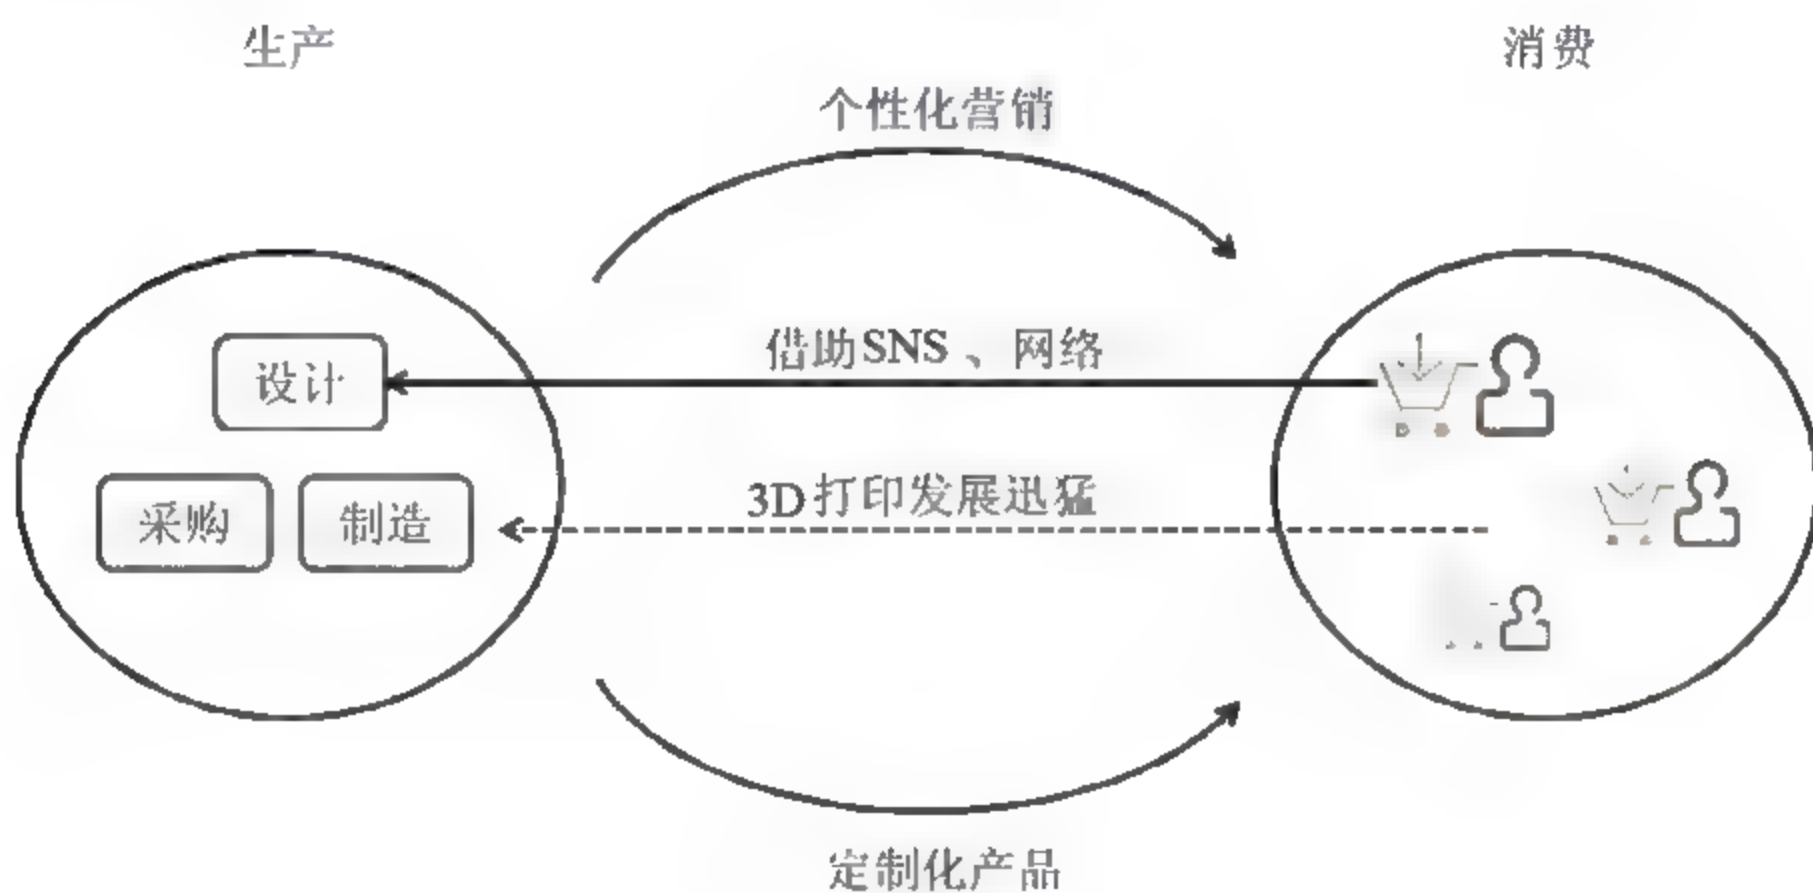 生产
消费
个性化营销
借助SNS、网络
设计
3D打印发展迅猛
采购
制造
定制化产品